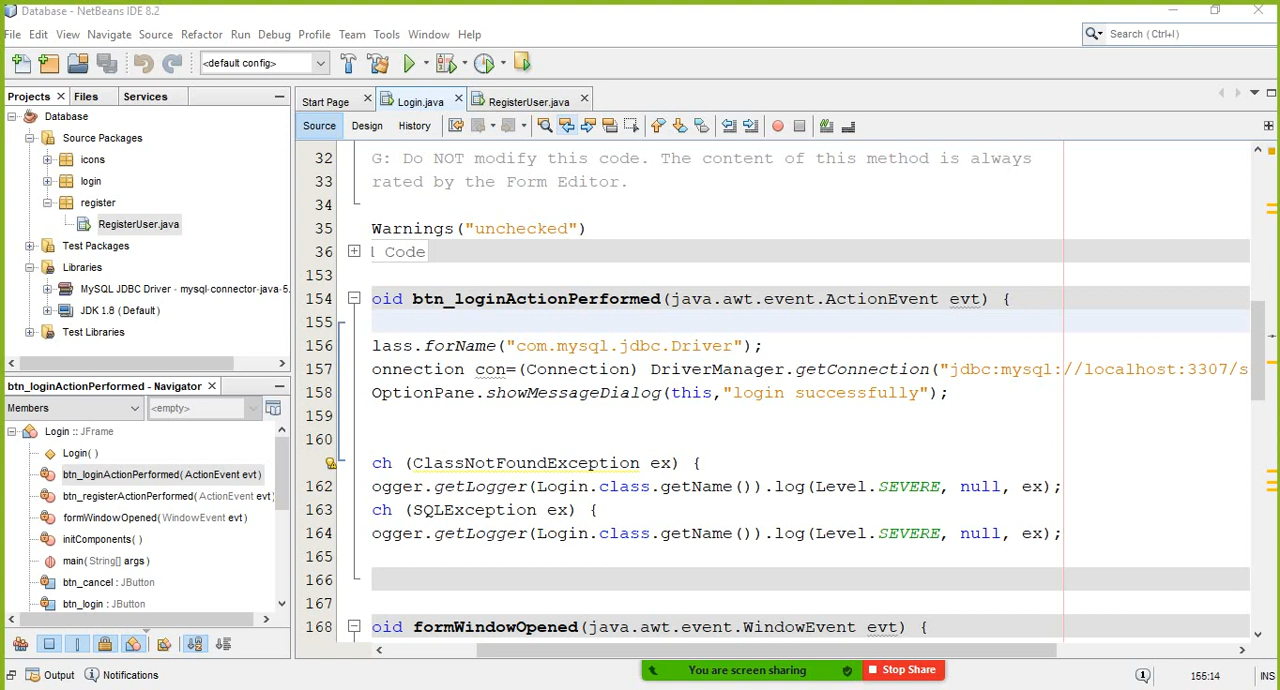 Database - NetBeans IDE 8.2
File Edit View Navigate Source Refactor Run Debug Profile Team Tools Window Help
Search (Ctrl+I)
<default config>
Projects Files Services
Start Page Login.java RegisterUser.java
Source Design History
Database
Source Packages
icons
login
register
RegisterUser.java
Test Packages
Libraries
MySQL JDBC Driver - mysql-connector-java-5.
JDK 1.8 (Default)
Test Libraries
32 G: Do NOT modify this code. The content of this method is always
33 rated by the Form Editor.
34
35 Warnings("unchecked")
36 l Code
153
154 oid btn_loginActionPerformed(java.awt.event.ActionEvent evt) {
155
156 lass.forName("com.mysql.jdbc.Driver");
157 onnection con=(Connection) DriverManager.getConnection("jdbc:mysql://localhost:3307/s
158 OptionPane.showMessageDialog(this,"login successfully");
159
160
ch (ClassNotFoundException ex) {
162 ogger.getLogger(Login.class.getName()).log(Level.SEVERE, null, ex);
163 ch (SQLException ex) {
164 ogger.getLogger(Login.class.getName()).log(Level.SEVERE, null, ex);
165
166
167
168 oid formWindowOpened(java.awt.event.WindowEvent evt) {
btn_loginActionPerformed - Navigator
Members <empty>
Login :: JFrame
Login()
btn_loginActionPerformed(ActionEvent evt)
btn_registerActionPerformed(ActionEvent evt)
formWindowOpened(WindowEvent evt)
initComponents()
main(String[] args)
btn_cancel : JButton
btn_login : JButton
You are screen sharing Stop Share
Output Notifications
155:14 INS